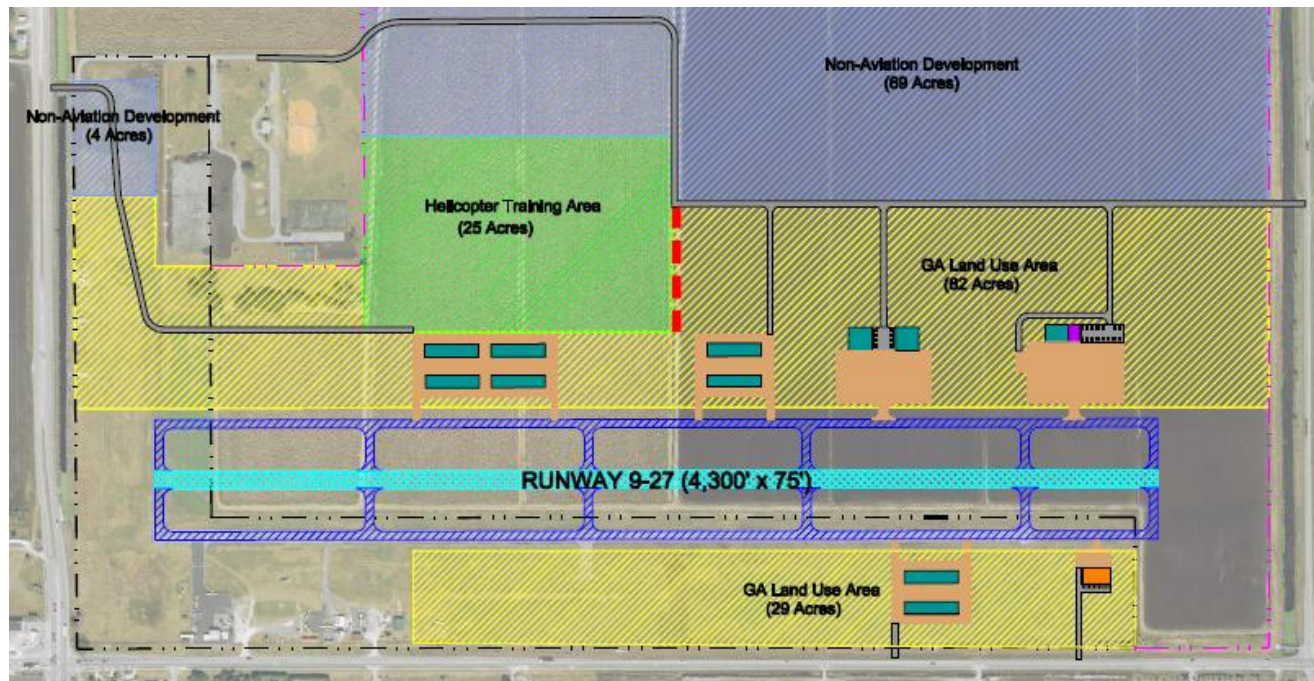 Non-Aviation Development
(69 Acres)
Non-Aviation Development
(4 Acres)
Helicopter Training Area
(25 Acres)
GA Land Use Area
(82 Acres)
RUNWAY 9-27 (4,300' x 75')
GA Land Use Area
(29 Acres)